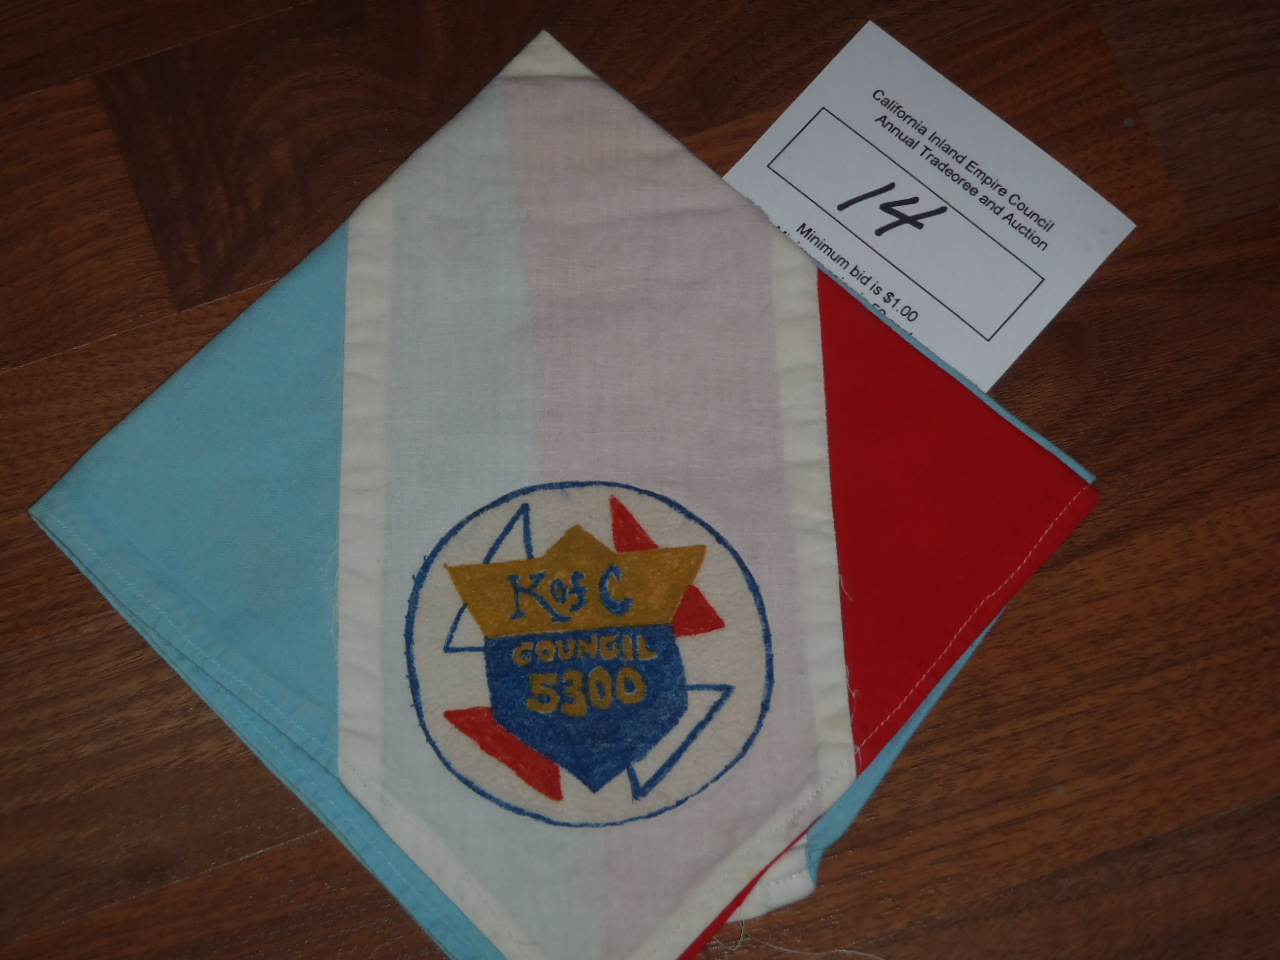 California Inland Empire Council
Annual Tradeoree and Auction
14
Minimum bid is $1.00
K of C
COUNCIL
5300